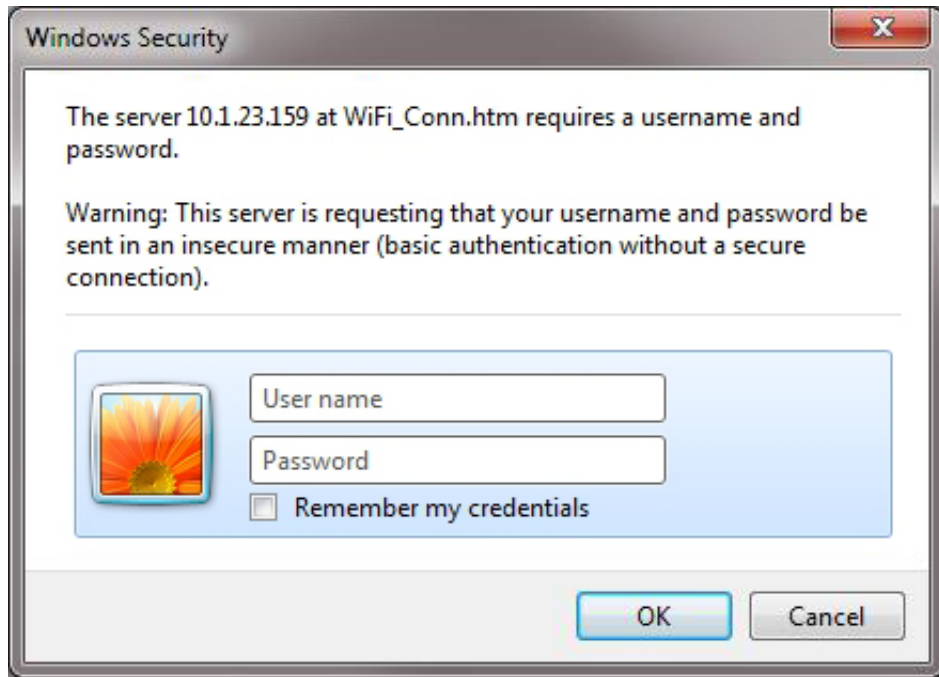 Windows Security
The server 10.1.23.159 at WiFi_Conn.htm requires a username and
password.
Warning: This server is requesting that your username and password be
sent in an insecure manner (basic authentication without a secure
connection).
User name
Password
Remember my credentials
OK Cancel